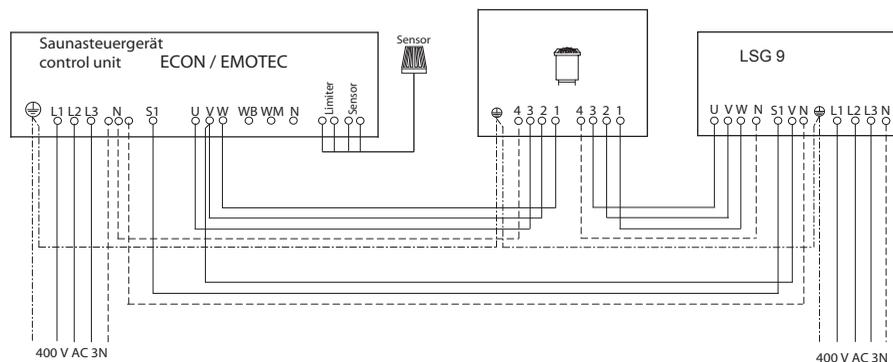 Saunasteuergerät
control unit ECON / EMOTEC
Sensor
Limiter
Sensor
L1 L2 L3 N S1 U V W WB WM N
4 3 2 1 4 3 2 1
LSG 9
U V W N S1 V N L1 L2 L3 N
400 V AC 3N
400 V AC 3N